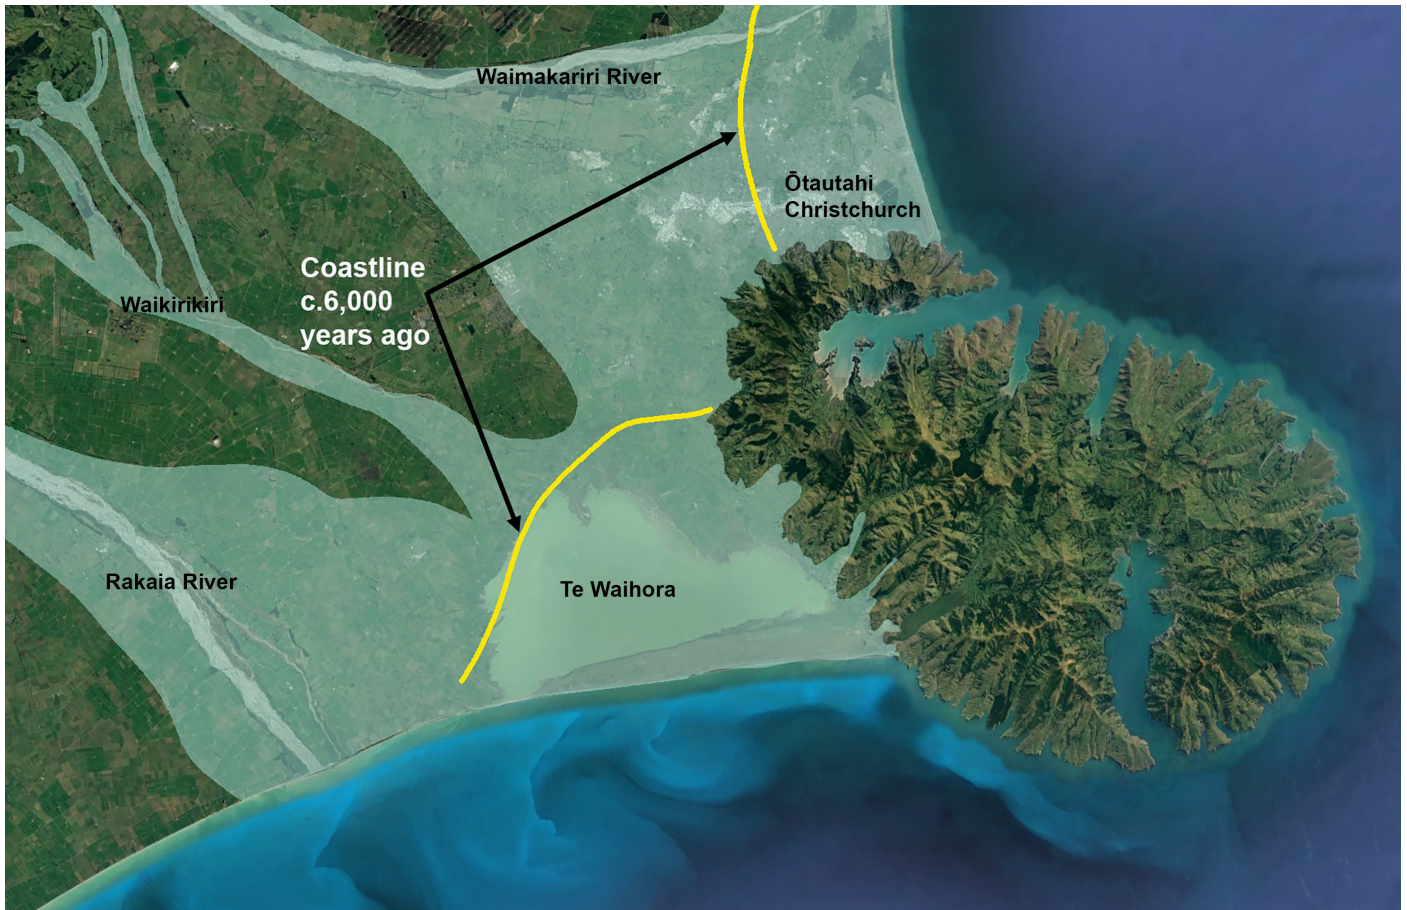 Waimakariri River
Ōtautahi
Christchurch
Coastline
c.6,000
years ago
Waikirikiri
Rakaia River
Te Waihora